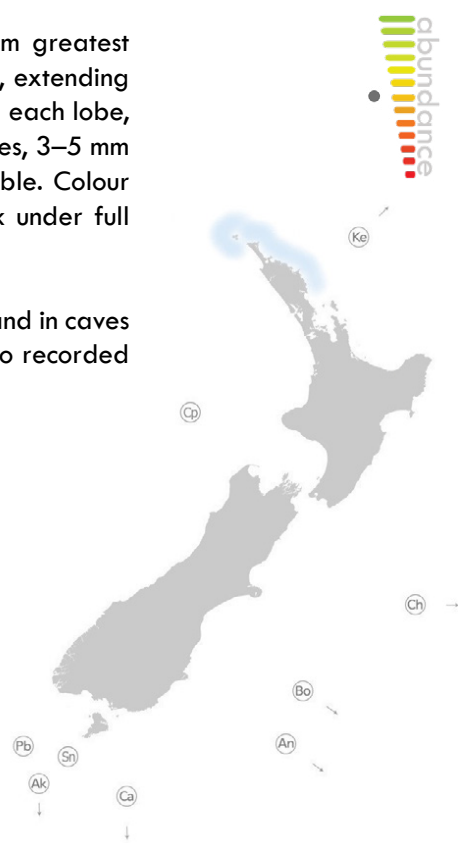 m greatest
, extending
each lobe,
es, 3–5 mm
ble. Colour
k under full
and in caves
o recorded
abundance
Ke
Cp
Ch
Bo
An
Pb
Sn
Ak
Ca